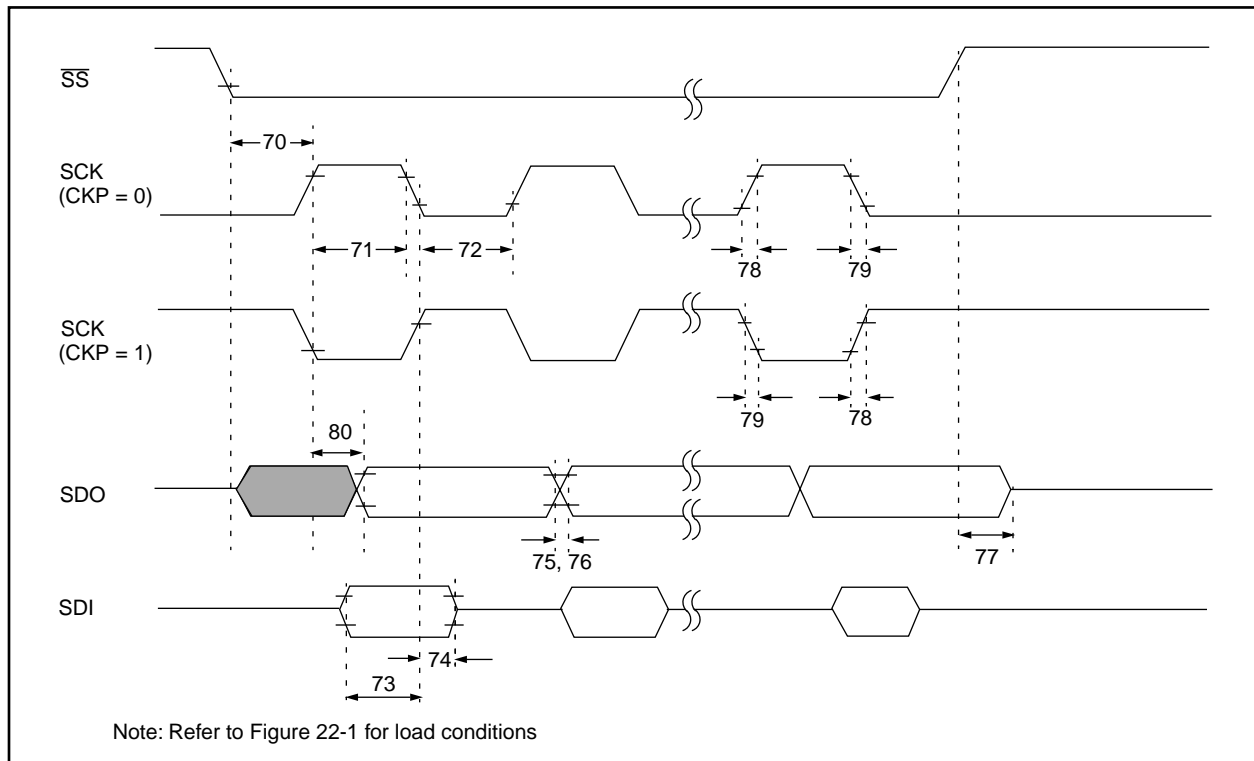 SS
70
SCK
(CKP = 0)
71
72
78
79
SCK
(CKP = 1)
79
78
80
SDO
75, 76
77
SDI
74
73
Note: Refer to Figure 22-1 for load conditions